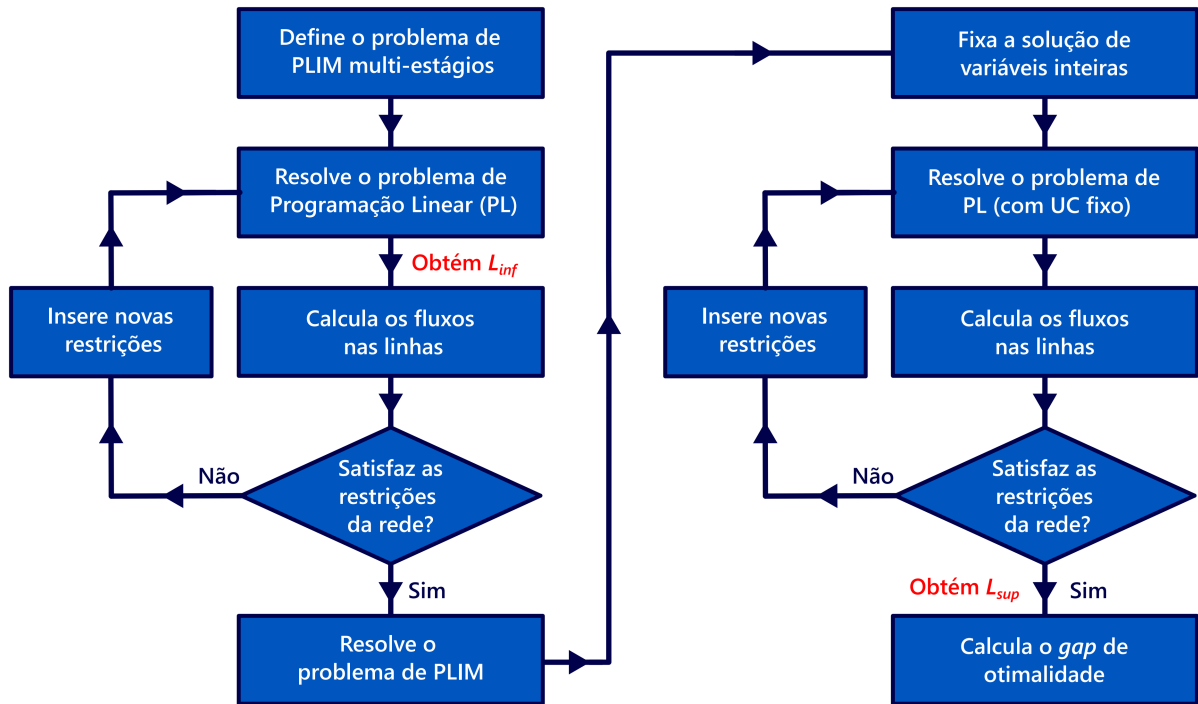 Define o problema de
PLIM multi-estágios
Resolve o problema de
Programação Linear (PL)
Obtém Linf
Insere novas
restrições
Calcula os fluxos
nas linhas
Não
Satisfaz as
restrições
da rede?
Sim
Resolve o
problema de PLIM
Fixa a solução de
variáveis inteiras
Resolve o problema de
PL (com UC fixo)
Insere novas
restrições
Calcula os fluxos
nas linhas
Não
Satisfaz as
restrições
da rede?
Obtém Lsup
Sim
Calcula o gap de
otimalidade